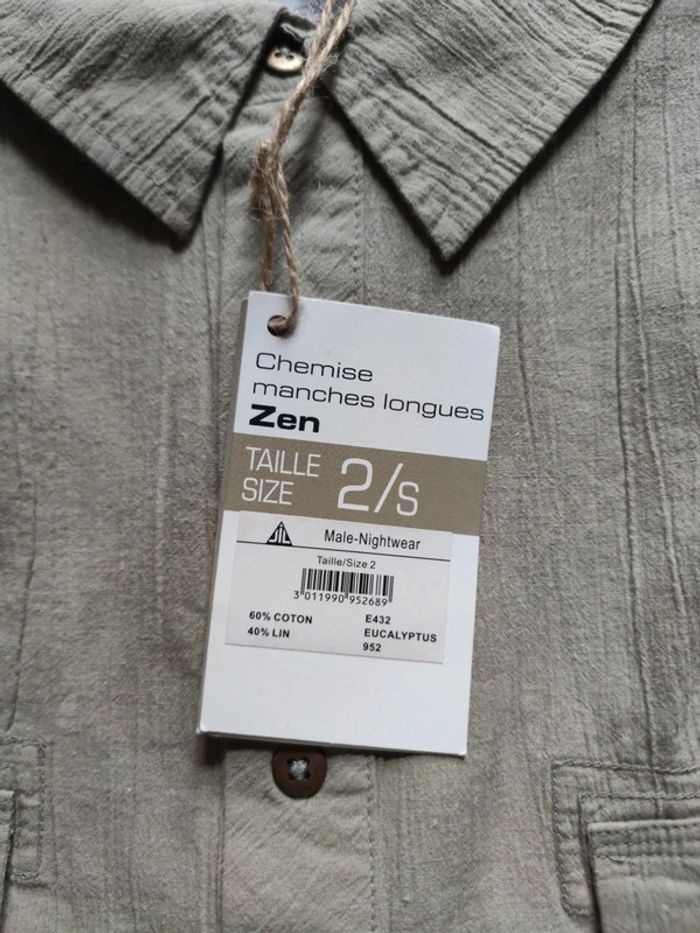 Chemise
manches longues
Zen
TAILLE
SIZE
2/S
JIL
Male-Nightwear
Taille/Size 2
3 011990 952689
60% COTON
40% LIN
E432
EUCALYPTUS
952